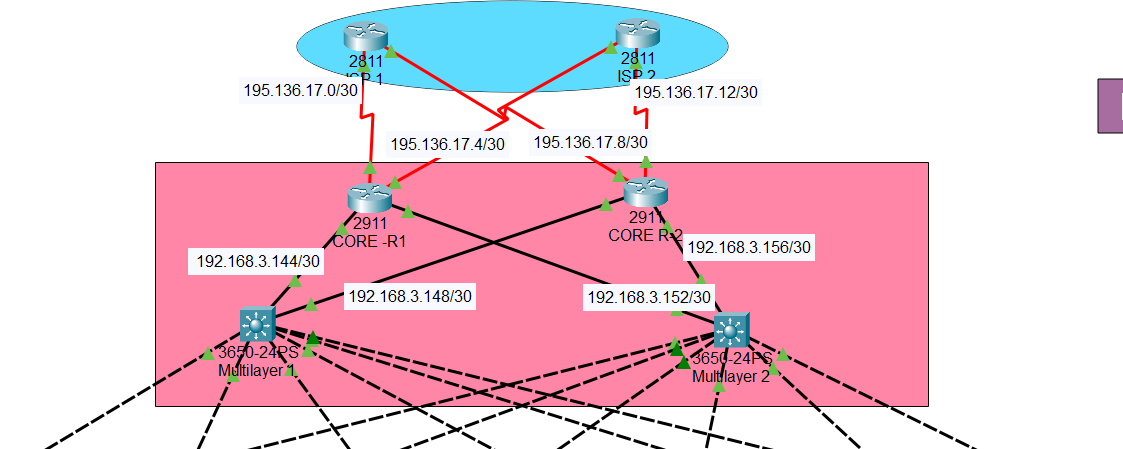 2811
ISP 1
2811
ISP 2
195.136.17.0/30
195.136.17.12/30
195.136.17.4/30
195.136.17.8/30
2911
CORE -R1
2911
CORE R-2
192.168.3.144/30
192.168.3.156/30
192.168.3.148/30
192.168.3.152/30
3650-24PS
Multilayer 1
3650-24PS
Multilayer 2